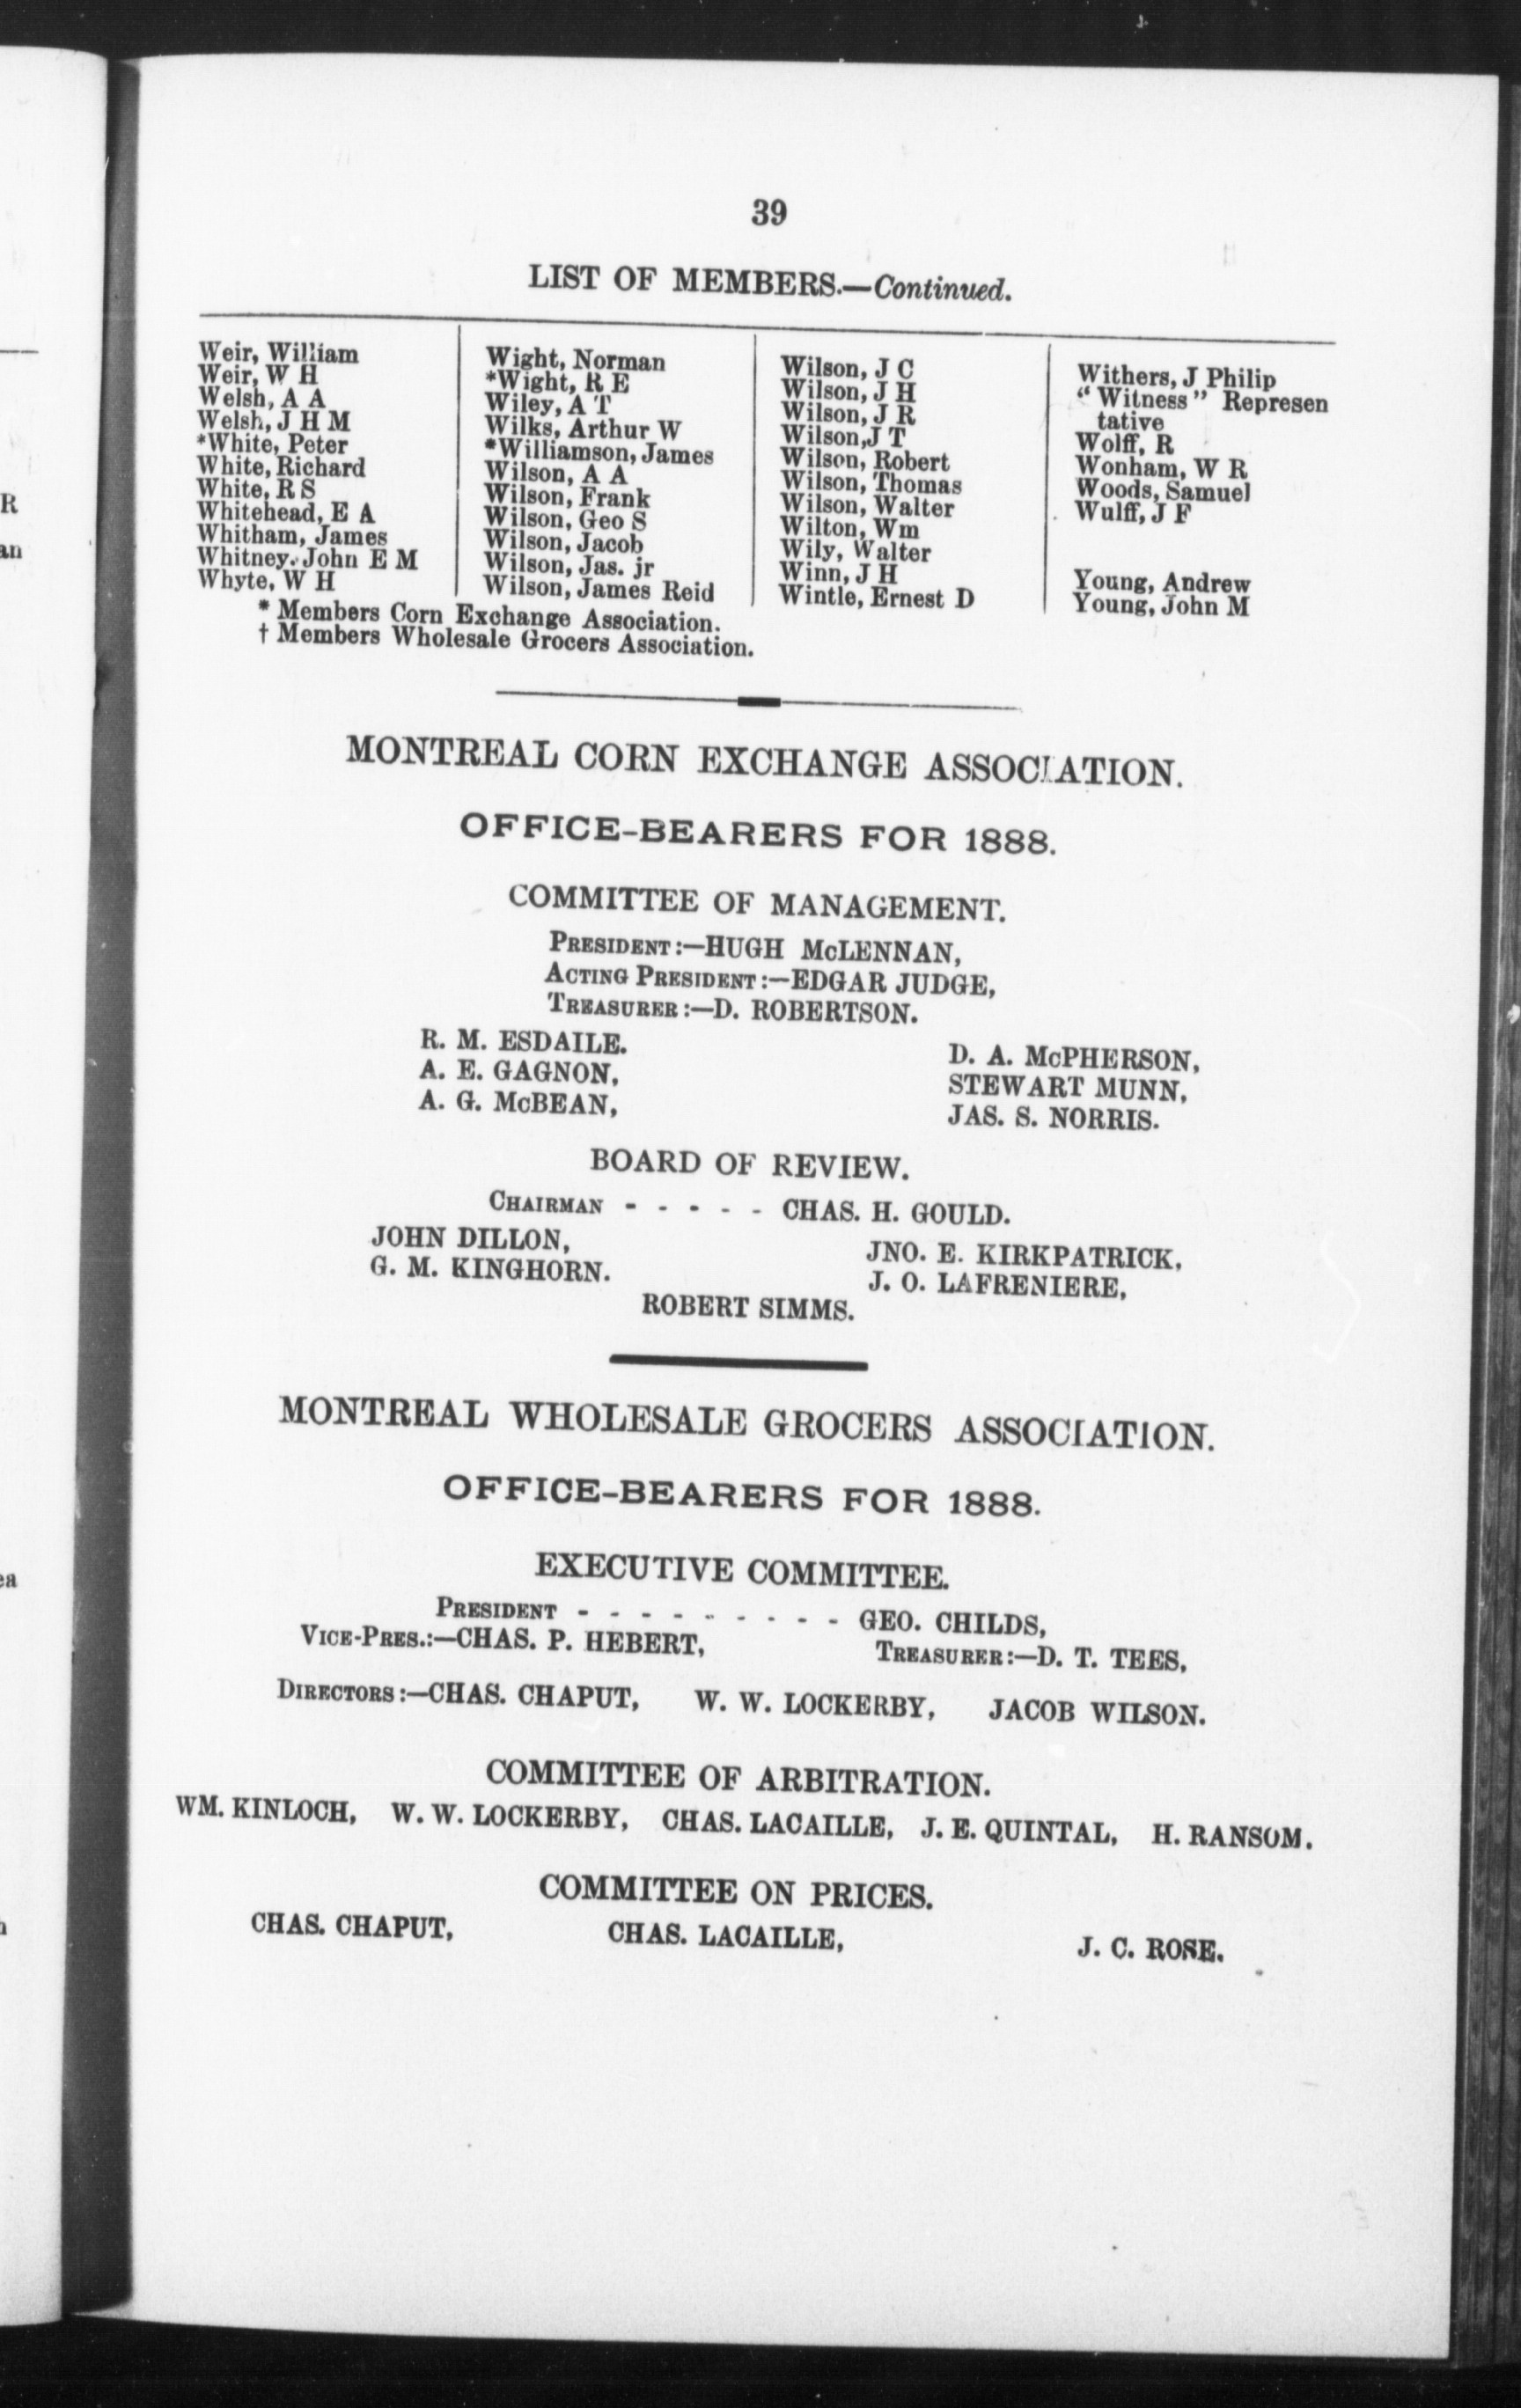 39
LIST OF MEMBERS.—Continued.
Weir, William
Weir, W H
Welsh, A A
Welsh, J H M
*White, Peter
White, Richard
White, R S
Whitehead, E A
Whitham, James
Whitney, John E M
Whyte, W H
Wight, Norman
*Wight, R E
Wiley, A T
Wilks, Arthur W
*Williamson, James
Wilson, A A
Wilson, Frank
Wilson, Geo S
Wilson, Jacob
Wilson, Jas. jr
Wilson, James Reid
Wilson, J C
Wilson, J H
Wilson, J R
Wilson, J T
Wilson, Robert
Wilson, Thomas
Wilson, Walter
Wilton, Wm
Wily, Walter
Winn, J H
Wintle, Ernest D
Withers, J Philip
"Witness" Represen
tative
Wolff, R
Wonham, W R
Woods, Samuel
Wulff, J F
Young, Andrew
Young, John M
* Members Corn Exchange Association.
† Members Wholesale Grocers Association.
MONTREAL CORN EXCHANGE ASSOCIATION.
OFFICE-BEARERS FOR 1888.
COMMITTEE OF MANAGEMENT.
PRESIDENT:—HUGH McLENNAN,
ACTING PRESIDENT:—EDGAR JUDGE,
TREASURER:—D. ROBERTSON.
R. M. ESDAILE. D. A. McPHERSON,
A. E. GAGNON, STEWART MUNN,
A. G. McBEAN, JAS. S. NORRIS.
BOARD OF REVIEW.
CHAIRMAN - - - - - CHAS. H. GOULD.
JOHN DILLON, JNO. E. KIRKPATRICK,
G. M. KINGHORN. J. O. LAFRENIERE,
ROBERT SIMMS.
MONTREAL WHOLESALE GROCERS ASSOCIATION.
OFFICE-BEARERS FOR 1888.
EXECUTIVE COMMITTEE.
PRESIDENT - - - - - - - - - GEO. CHILDS,
VICE-PRES.:—CHAS. P. HEBERT, TREASURER:—D. T. TEES,
DIRECTORS:—CHAS. CHAPUT, W. W. LOCKERBY, JACOB WILSON.
COMMITTEE OF ARBITRATION.
WM. KINLOCH, W. W. LOCKERBY, CHAS. LACAILLE, J. E. QUINTAL, H. RANSOM.
COMMITTEE ON PRICES.
CHAS. CHAPUT, CHAS. LACAILLE, J. C. ROSE.